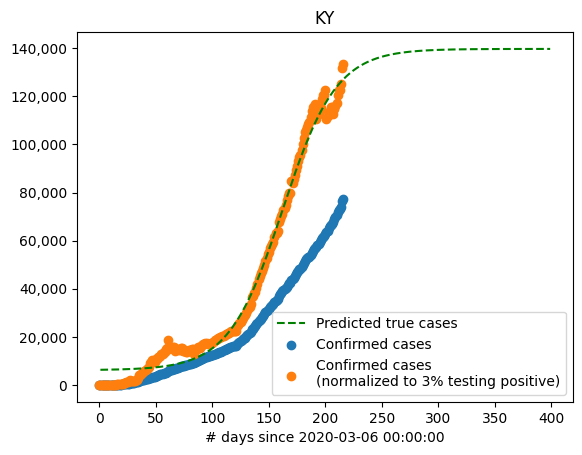 KY
140,000
120,000
100,000
80,000
60,000
40,000
20,000
0
Predicted true cases
Confirmed cases
Confirmed cases
(normalized to 3% testing positive)
0 50 100 150 200 250 300 350 400
# days since 2020-03-06 00:00:00